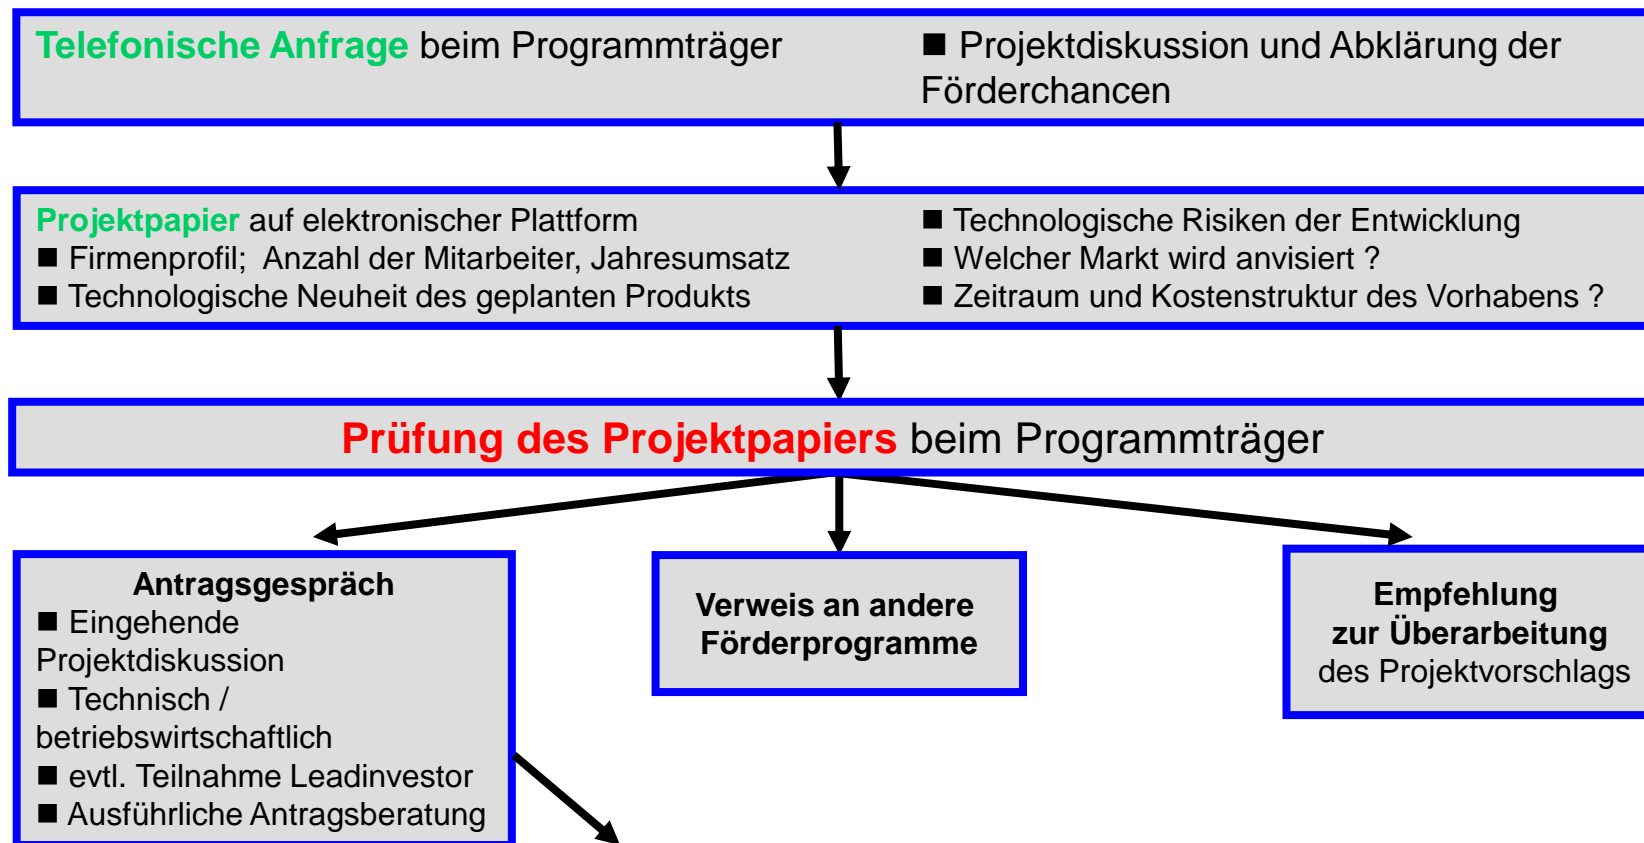 Telefonische Anfrage beim Programmträger
■ Projektdiskussion und Abklärung der
Förderchancen
Projektpapier auf elektronischer Plattform
■ Firmenprofil; Anzahl der Mitarbeiter, Jahresumsatz
■ Technologische Neuheit des geplanten Produkts
■ Technologische Risiken der Entwicklung
■ Welcher Markt wird anvisiert ?
■ Zeitraum und Kostenstruktur des Vorhabens ?
Prüfung des Projektpapiers beim Programmträger
Antragsgespräch
■ Eingehende
Projektdiskussion
■ Technisch /
betriebswirtschaftlich
■ evtl. Teilnahme Leadinvestor
■ Ausführliche Antragsberatung
Verweis an andere
Förderprogramme
Empfehlung
zur Überarbeitung
des Projektvorschlags